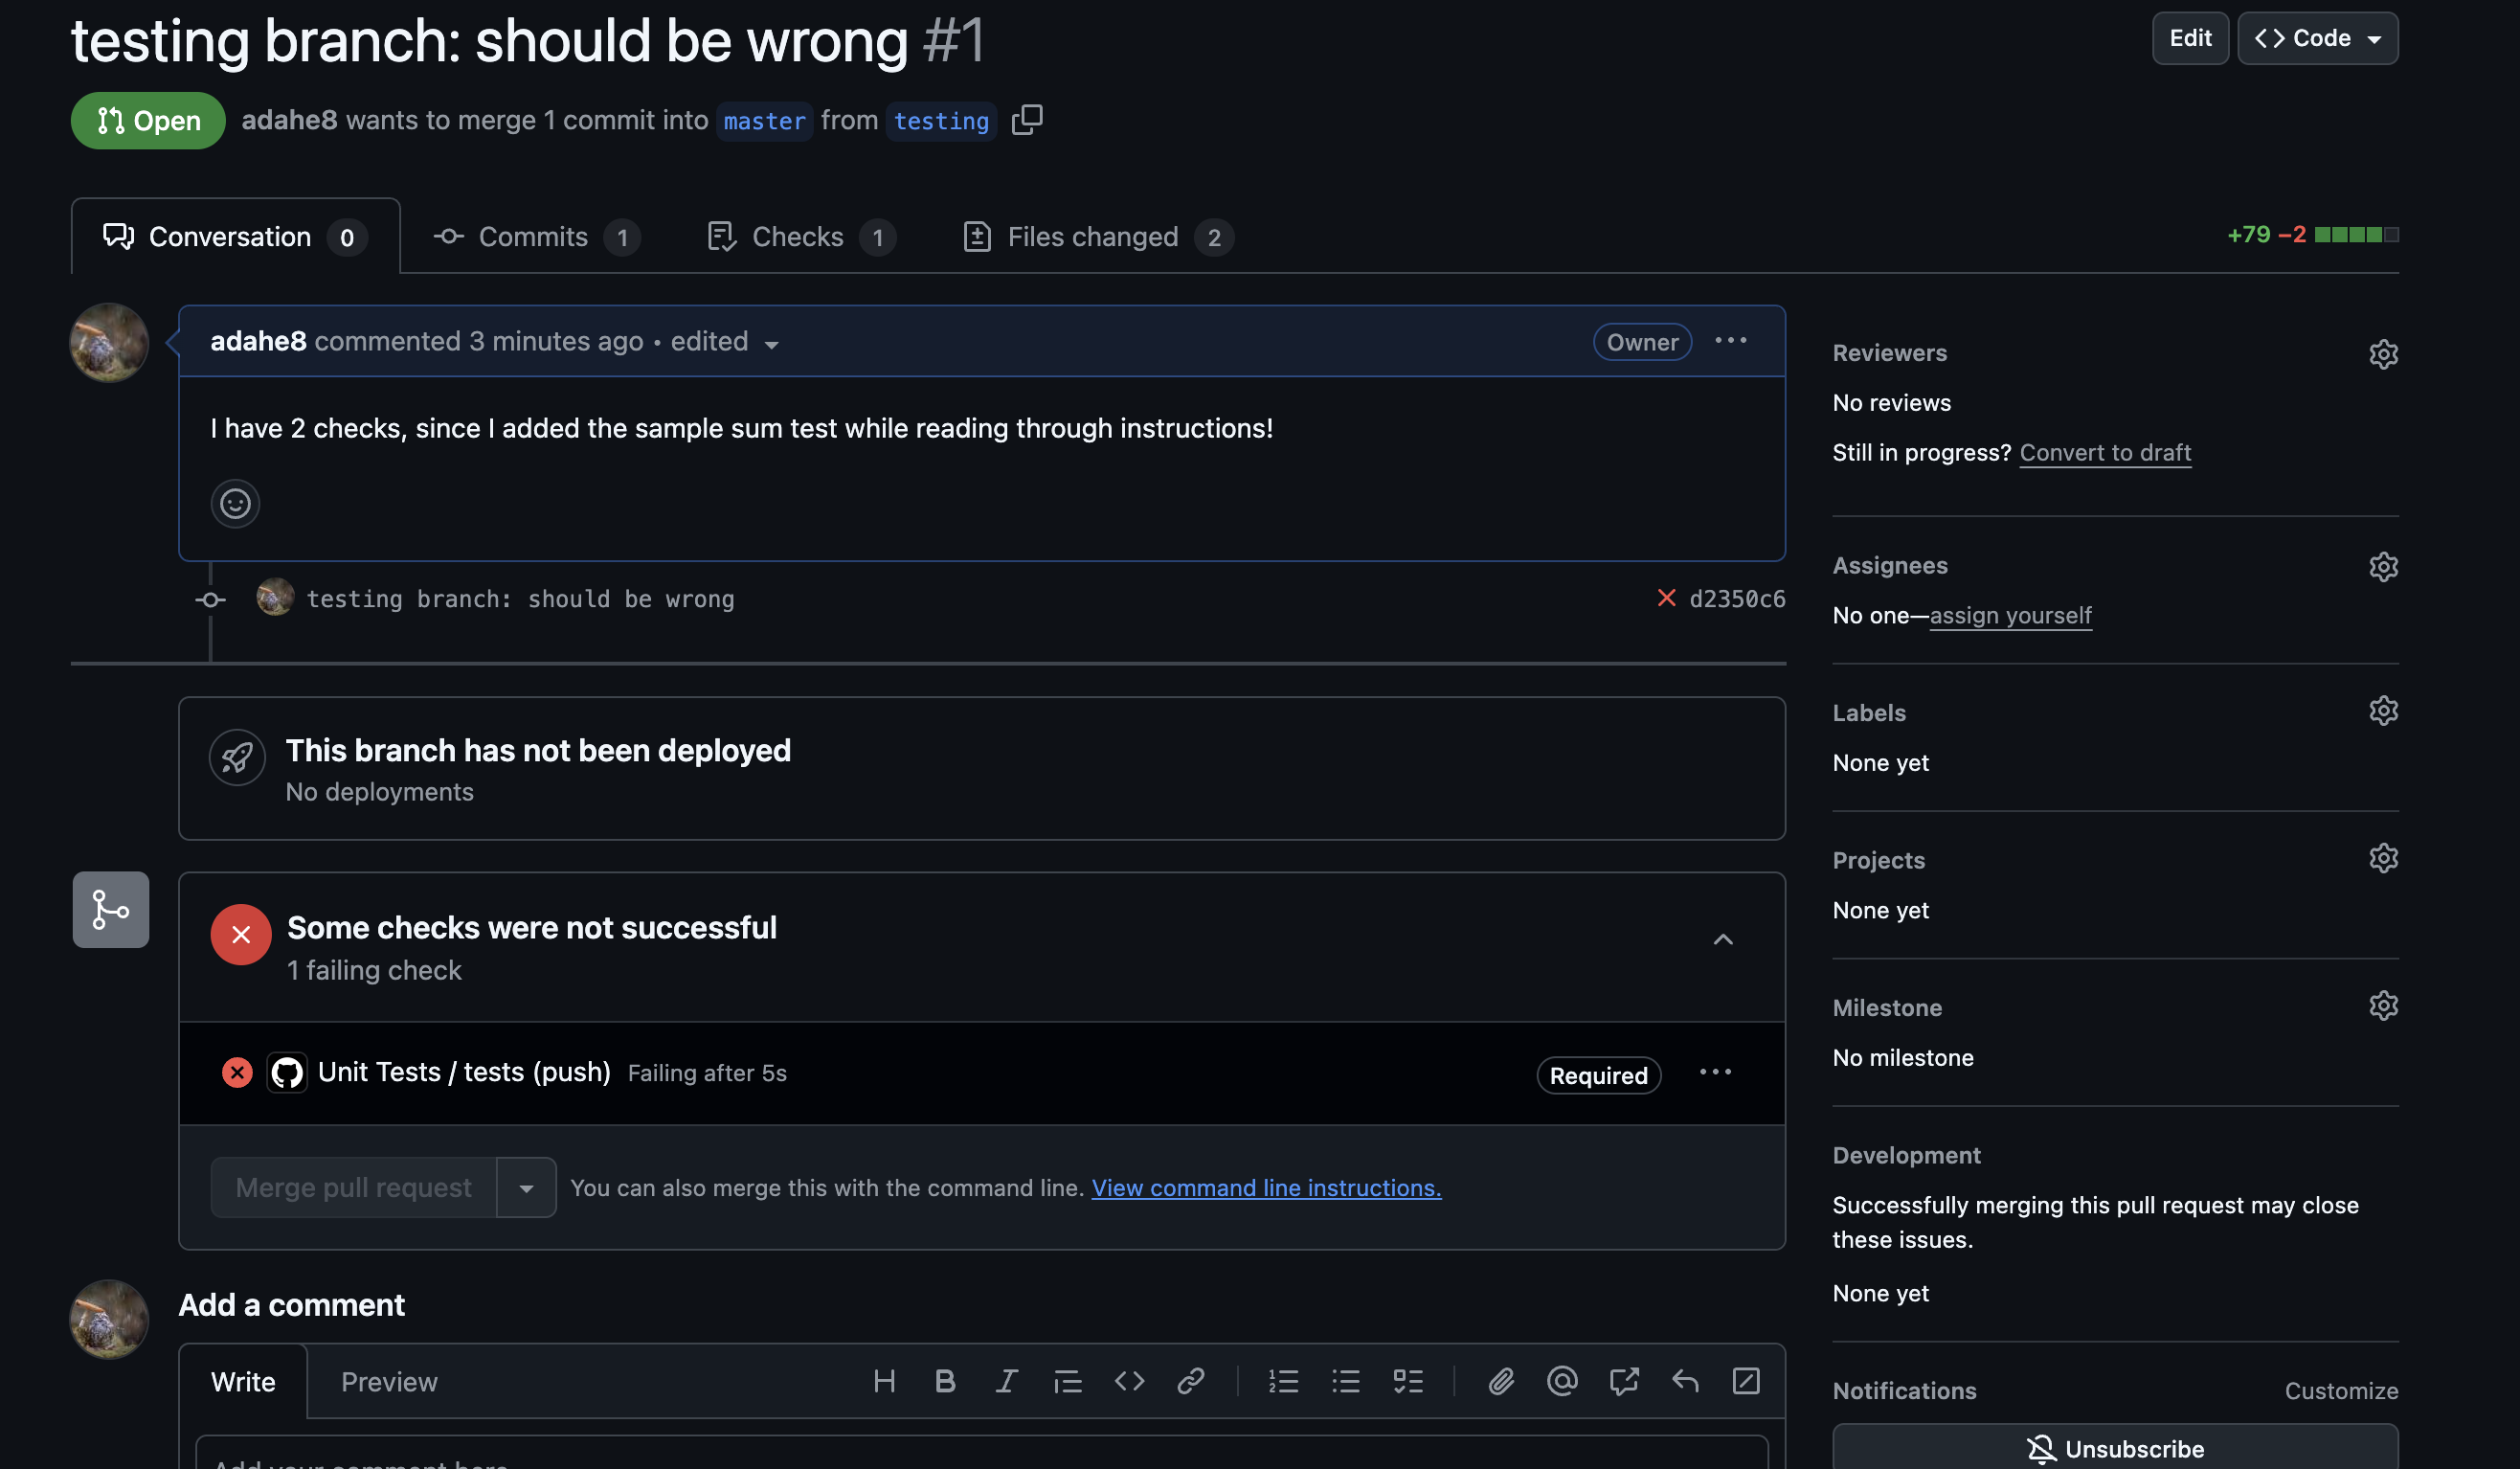 testing branch: should be wrong #1
Edit
Code
Open
adahe8 wants to merge 1 commit into master from testing
Conversation 0
Commits 1
Checks 1
Files changed 2
+79 −2
adahe8 commented 3 minutes ago • edited
Owner
I have 2 checks, since I added the sample sum test while reading through instructions!
testing branch: should be wrong
d2350c6
This branch has not been deployed
No deployments
Some checks were not successful
1 failing check
Unit Tests / tests (push) Failing after 5s
Required
Merge pull request
You can also merge this with the command line. View command line instructions.
Add a comment
Write
Preview
Add your comment here
Reviewers
No reviews
Still in progress? Convert to draft
Assignees
No one—assign yourself
Labels
None yet
Projects
None yet
Milestone
No milestone
Development
Successfully merging this pull request may close
these issues.
None yet
Notifications
Customize
Unsubscribe